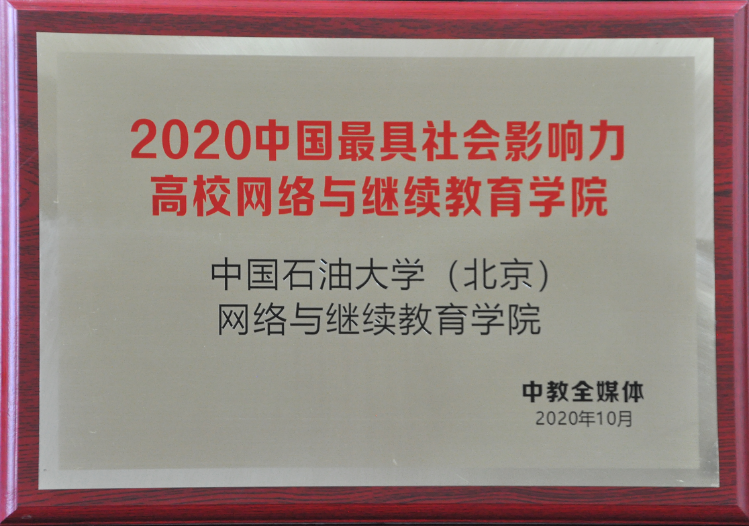 2020中国最具社会影响力
高校网络与继续教育学院
中国石油大学（北京）
网络与继续教育学院
中教全媒体
2020年10月